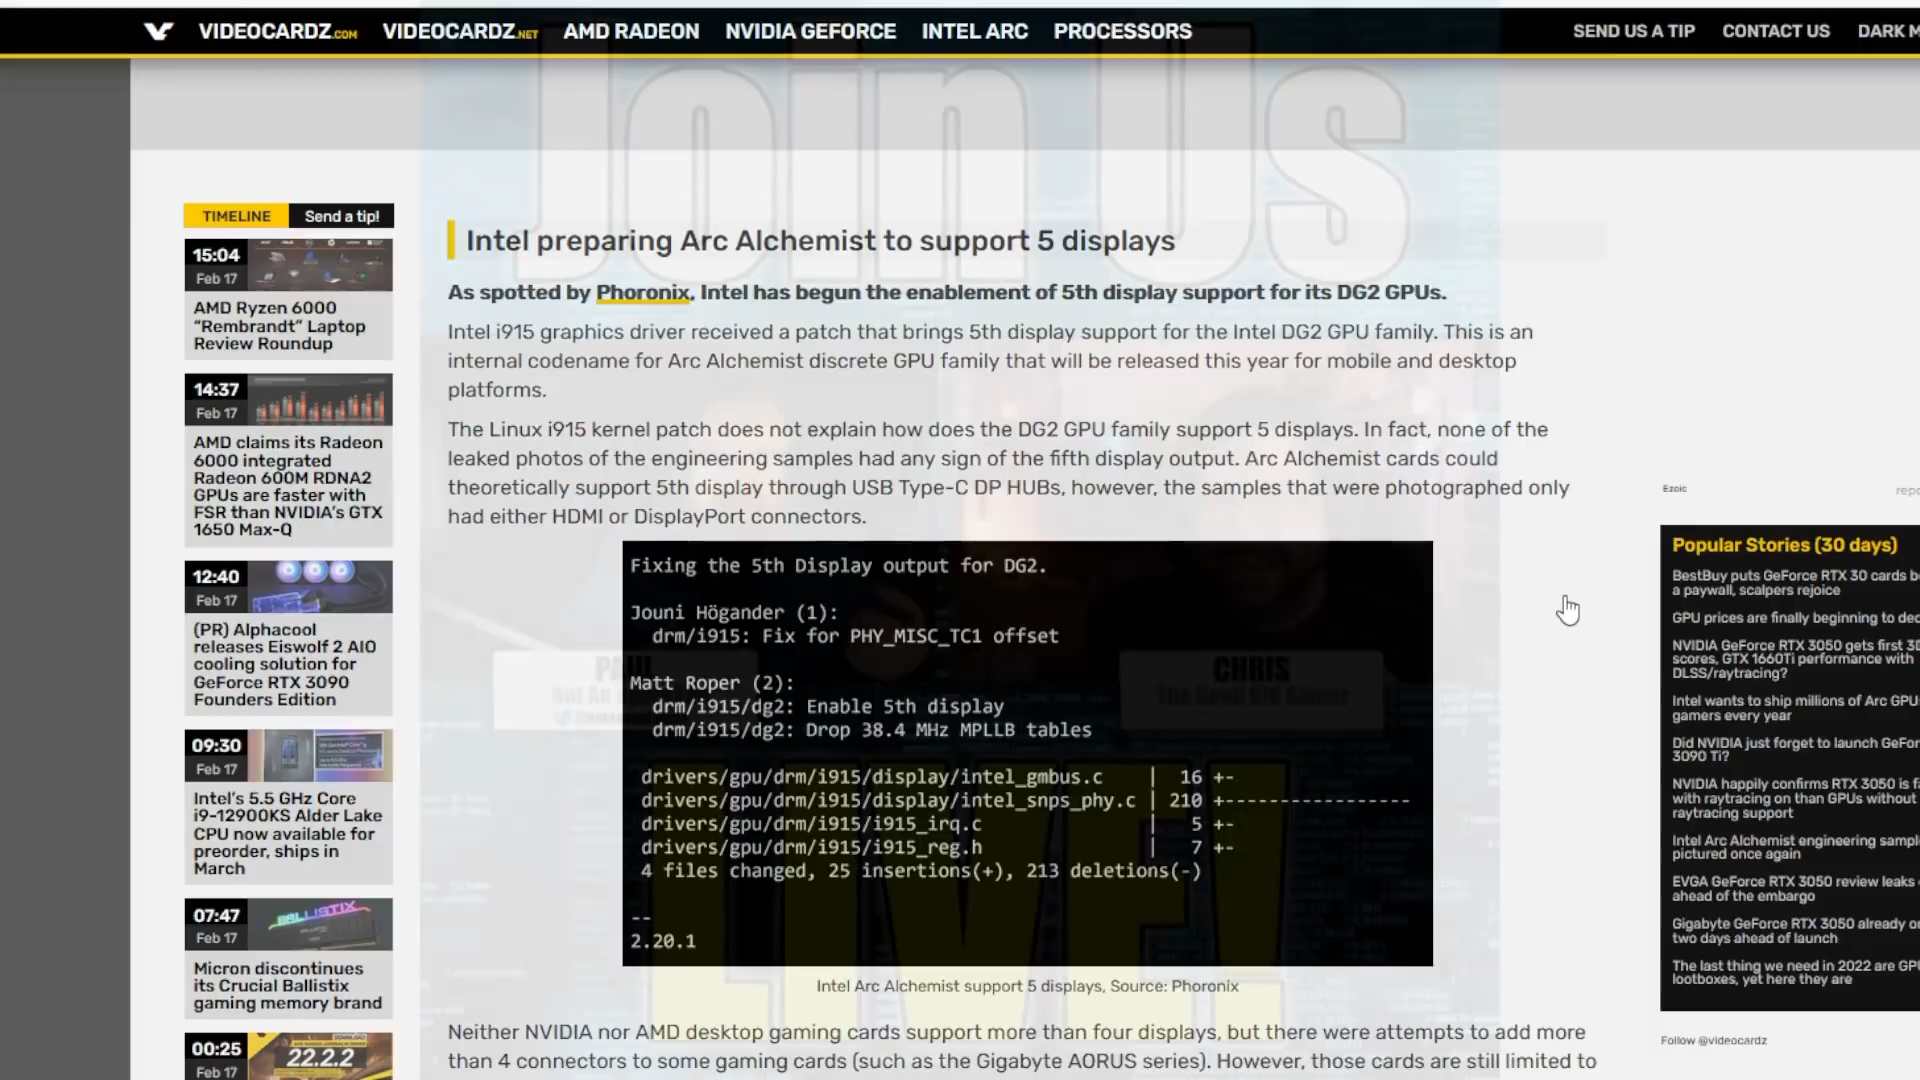 VIDEOCARDZ.COM VIDEOCARDZ.NET AMD RADEON NVIDIA GEFORCE INTEL ARC PROCESSORS SEND US A TIP CONTACT US DARK M
Join Us
TIMELINE Send a tip!
15:04
Feb 17
AMD Ryzen 6000
“Rembrandt” Laptop
Review Roundup
14:37
Feb 17
AMD claims its Radeon
6000 integrated
Radeon 600M RDNA2
GPUs are faster with
FSR than NVIDIA's GTX
1650 Max-Q
12:40
Feb 17
(PR) Alphacool
releases Eiswolf 2 AIO
cooling solution for
GeForce RTX 3090
Founders Edition
09:30
Feb 17
Intel's 5.5 GHz Core
i9-12900KS Alder Lake
CPU now available for
preorder, ships in
March
07:47
Feb 17
BALLISTIX
Micron discontinues
its Crucial Ballistix
gaming memory brand
00:25
Feb 17
22.2.2
Intel preparing Arc Alchemist to support 5 displays
As spotted by Phoronix, Intel has begun the enablement of 5th display support for its DG2 GPUs.
Intel i915 graphics driver received a patch that brings 5th display support for the Intel DG2 GPU family. This is an
internal codename for Arc Alchemist discrete GPU family that will be released this year for mobile and desktop
platforms.
The Linux i915 kernel patch does not explain how does the DG2 GPU family support 5 displays. In fact, none of the
leaked photos of the engineering samples had any sign of the fifth display output. Arc Alchemist cards could
theoretically support 5th display through USB Type-C DP HUBs, however, the samples that were photographed only
had either HDMI or DisplayPort connectors.
Fixing the 5th Display output for DG2.
Jouni Högander (1):
drm/i915: Fix for PHY_MISC_TC1 offset
Matt Roper (2):
drm/i915/dg2: Enable 5th display
drm/i915/dg2: Drop 38.4 MHz MPLLB tables
drivers/gpu/drm/i915/display/intel_gmbus.c | 16 +-
drivers/gpu/drm/i915/display/intel_snps_phy.c | 210 +-----------------
drivers/gpu/drm/i915/i915_irq.c | 5 +-
drivers/gpu/drm/i915/i915_reg.h | 7 +-
4 files changed, 25 insertions(+), 213 deletions(-)
--
2.20.1
PAUL
CHRIS
LIVE!
Intel Arc Alchemist support 5 displays, Source: Phoronix
Neither NVIDIA nor AMD desktop gaming cards support more than four displays, but there were attempts to add more
than 4 connectors to some gaming cards (such as the Gigabyte AORUS series). However, those cards are still limited to
Ezoic repo
Popular Stories (30 days)
BestBuy puts GeForce RTX 30 cards b
a paywall, scalpers rejoice
GPU prices are finally beginning to dec
NVIDIA GeForce RTX 3050 gets first 3D
scores, GTX 1660Ti performance with
DLSS/raytracing?
Intel wants to ship millions of Arc GPU
gamers every year
Did NVIDIA just forget to launch GeFor
3090 Ti?
NVIDIA happily confirms RTX 3050 is fa
with raytracing on than GPUs without
raytracing support
Intel Arc Alchemist engineering sampl
pictured once again
EVGA GeForce RTX 3050 review leaks
ahead of the embargo
Gigabyte GeForce RTX 3050 already o
two days ahead of launch
The last thing we need in 2022 are GPU
lootboxes, yet here they are
Follow @videocardz